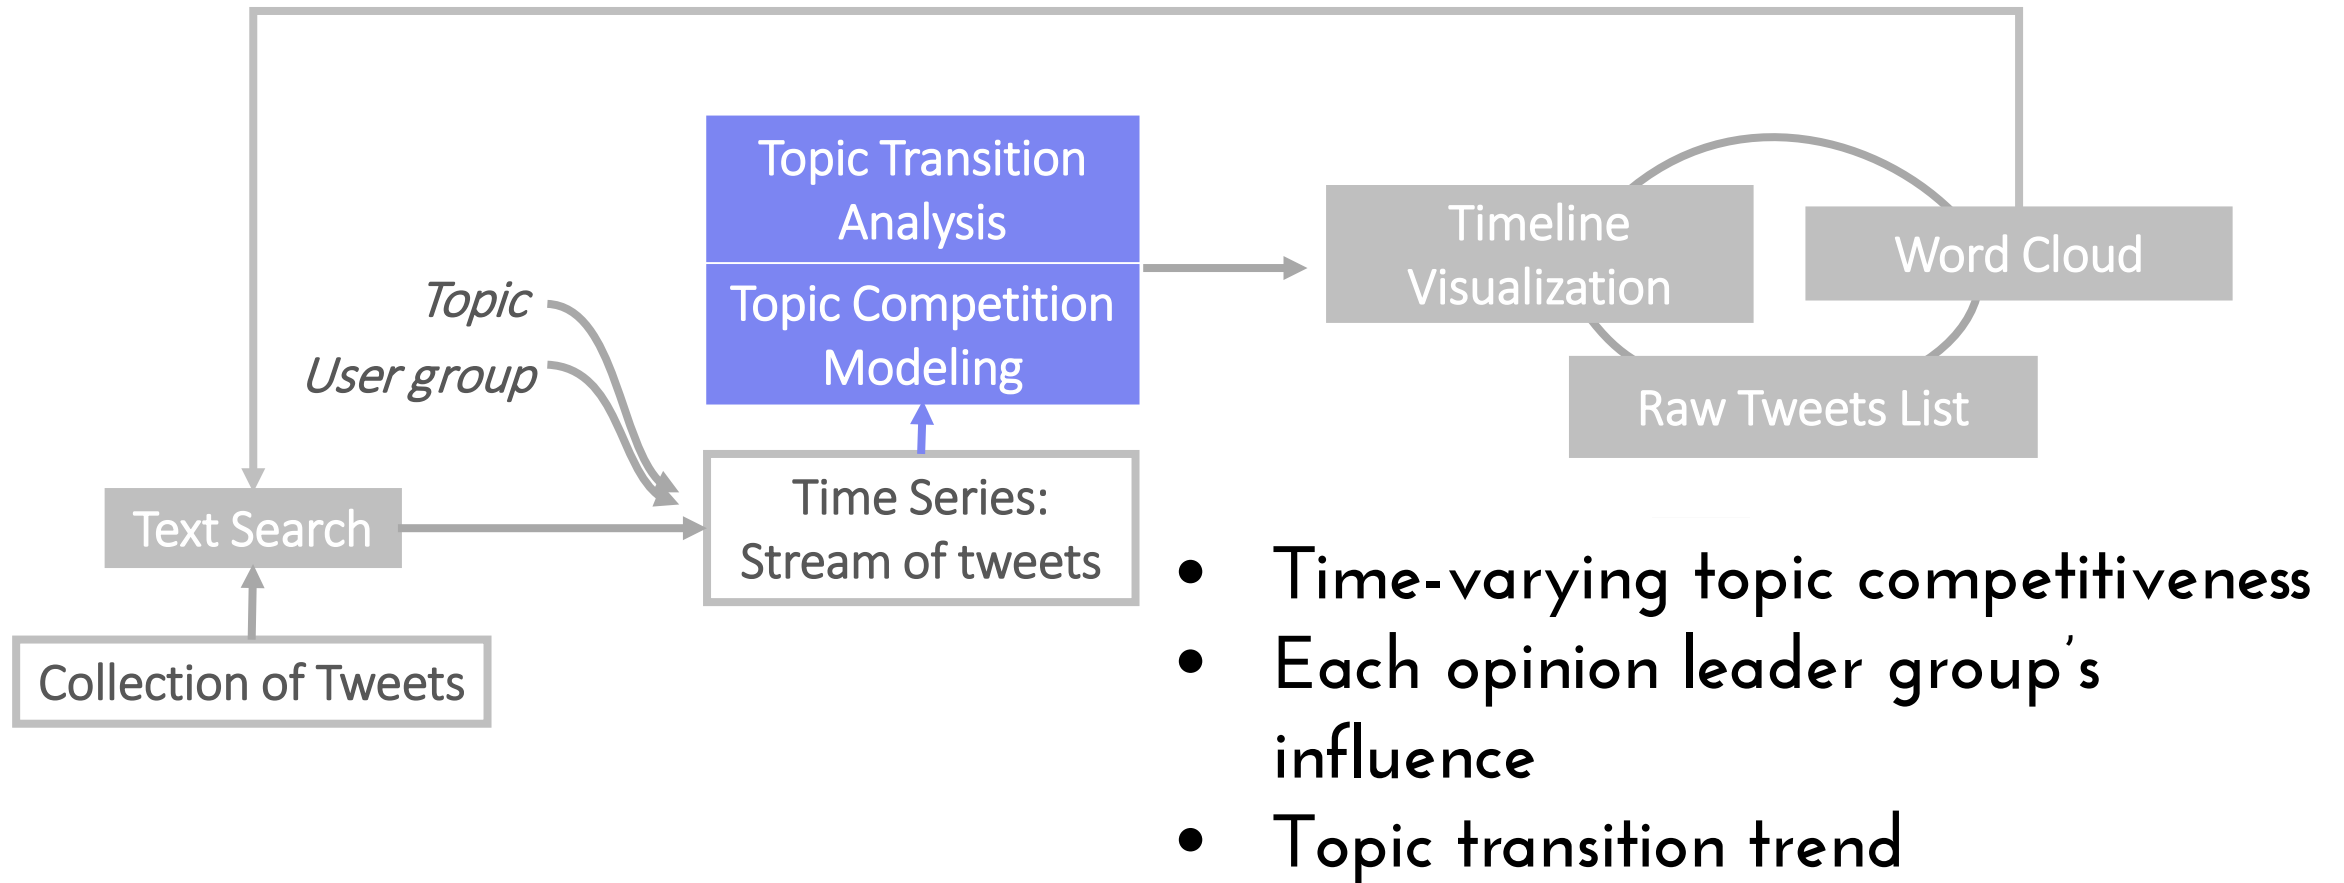 Topic Transition
Analysis
Topic Competition
Modeling
Timeline
Visualization
Word Cloud
Raw Tweets List
Topic
User group
Text Search
Time Series:
Stream of tweets
Collection of Tweets
• Time-varying topic competitiveness
• Each opinion leader group's
influence
• Topic transition trend